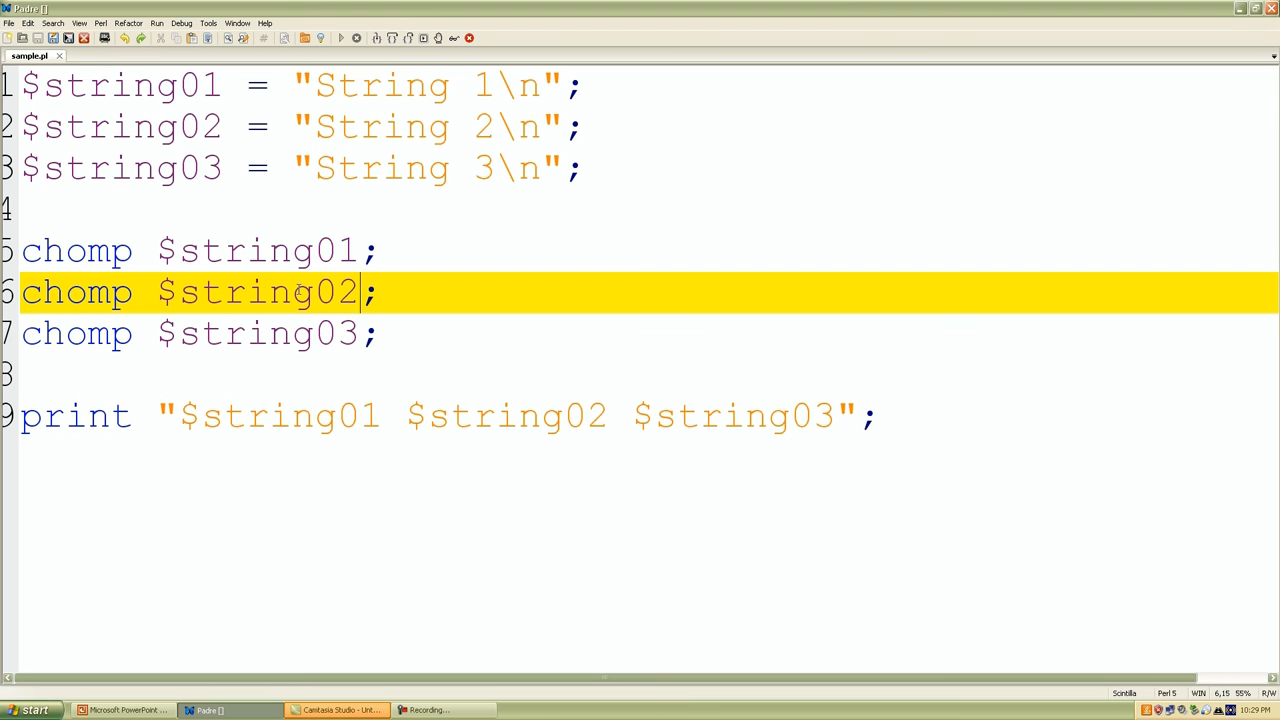 Padre []
File Edit Search View Perl Refactor Run Debug Tools Window Help
sample.pl
1 $string01 = "String 1\n";
2 $string02 = "String 2\n";
3 $string03 = "String 3\n";
4
5 chomp $string01;
6 chomp $string02;
7 chomp $string03;
8
9 print "$string01 $string02 $string03";
Scintilla Perl 5 WIN 6,15 55% R/W
start Microsoft PowerPoint ... Padre [] Camtasia Studio - Unt... Recording... 10:29 PM